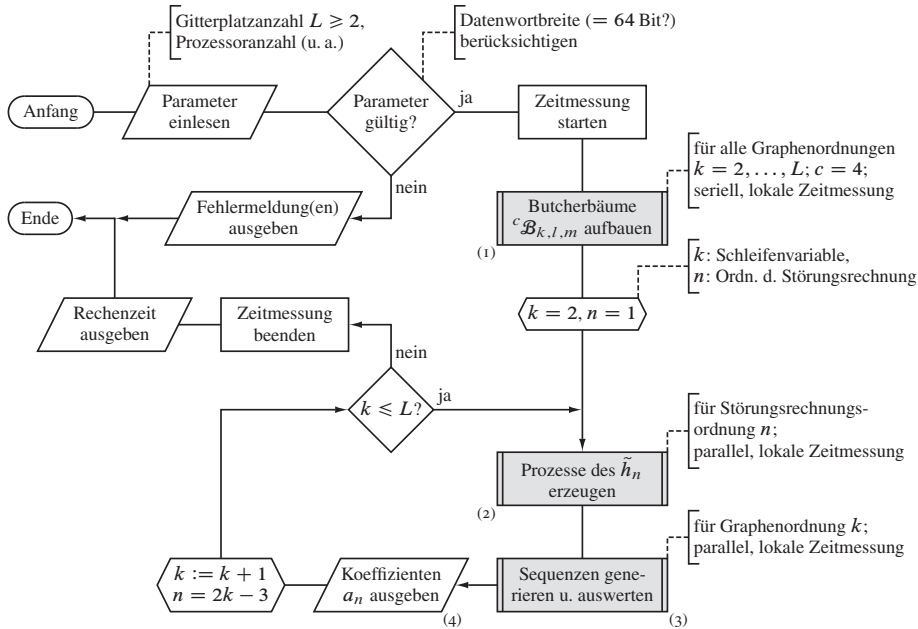 Gitterplatzanzahl L ⩾ 2,
Prozessoranzahl (u. a.)
Datenwortbreite (= 64 Bit?)
berücksichtigen
Anfang
Parameter
einlesen
Parameter
gültig?
ja
Zeitmessung
starten
nein
für alle Graphenordnungen
k = 2, . . . , L; c = 4;
seriell, lokale Zeitmessung
Ende
Fehlermeldung(en)
ausgeben
Butcherbäume
ᶜℬₖ,ₗ,ₘ aufbauen
(1)
k: Schleifenvariable,
n: Ordn. d. Störungsrechnung
Rechenzeit
ausgeben
Zeitmessung
beenden
k = 2, n = 1
nein
k ⩽ L?
ja
für Störungsrechnungs-
ordnung n;
parallel, lokale Zeitmessung
Prozesse des h̃ₙ
erzeugen
(2)
für Graphenordnung k;
parallel, lokale Zeitmessung
k := k + 1
n = 2k − 3
Koeffizienten
aₙ ausgeben
(4)
Sequenzen gene-
rieren u. auswerten
(3)